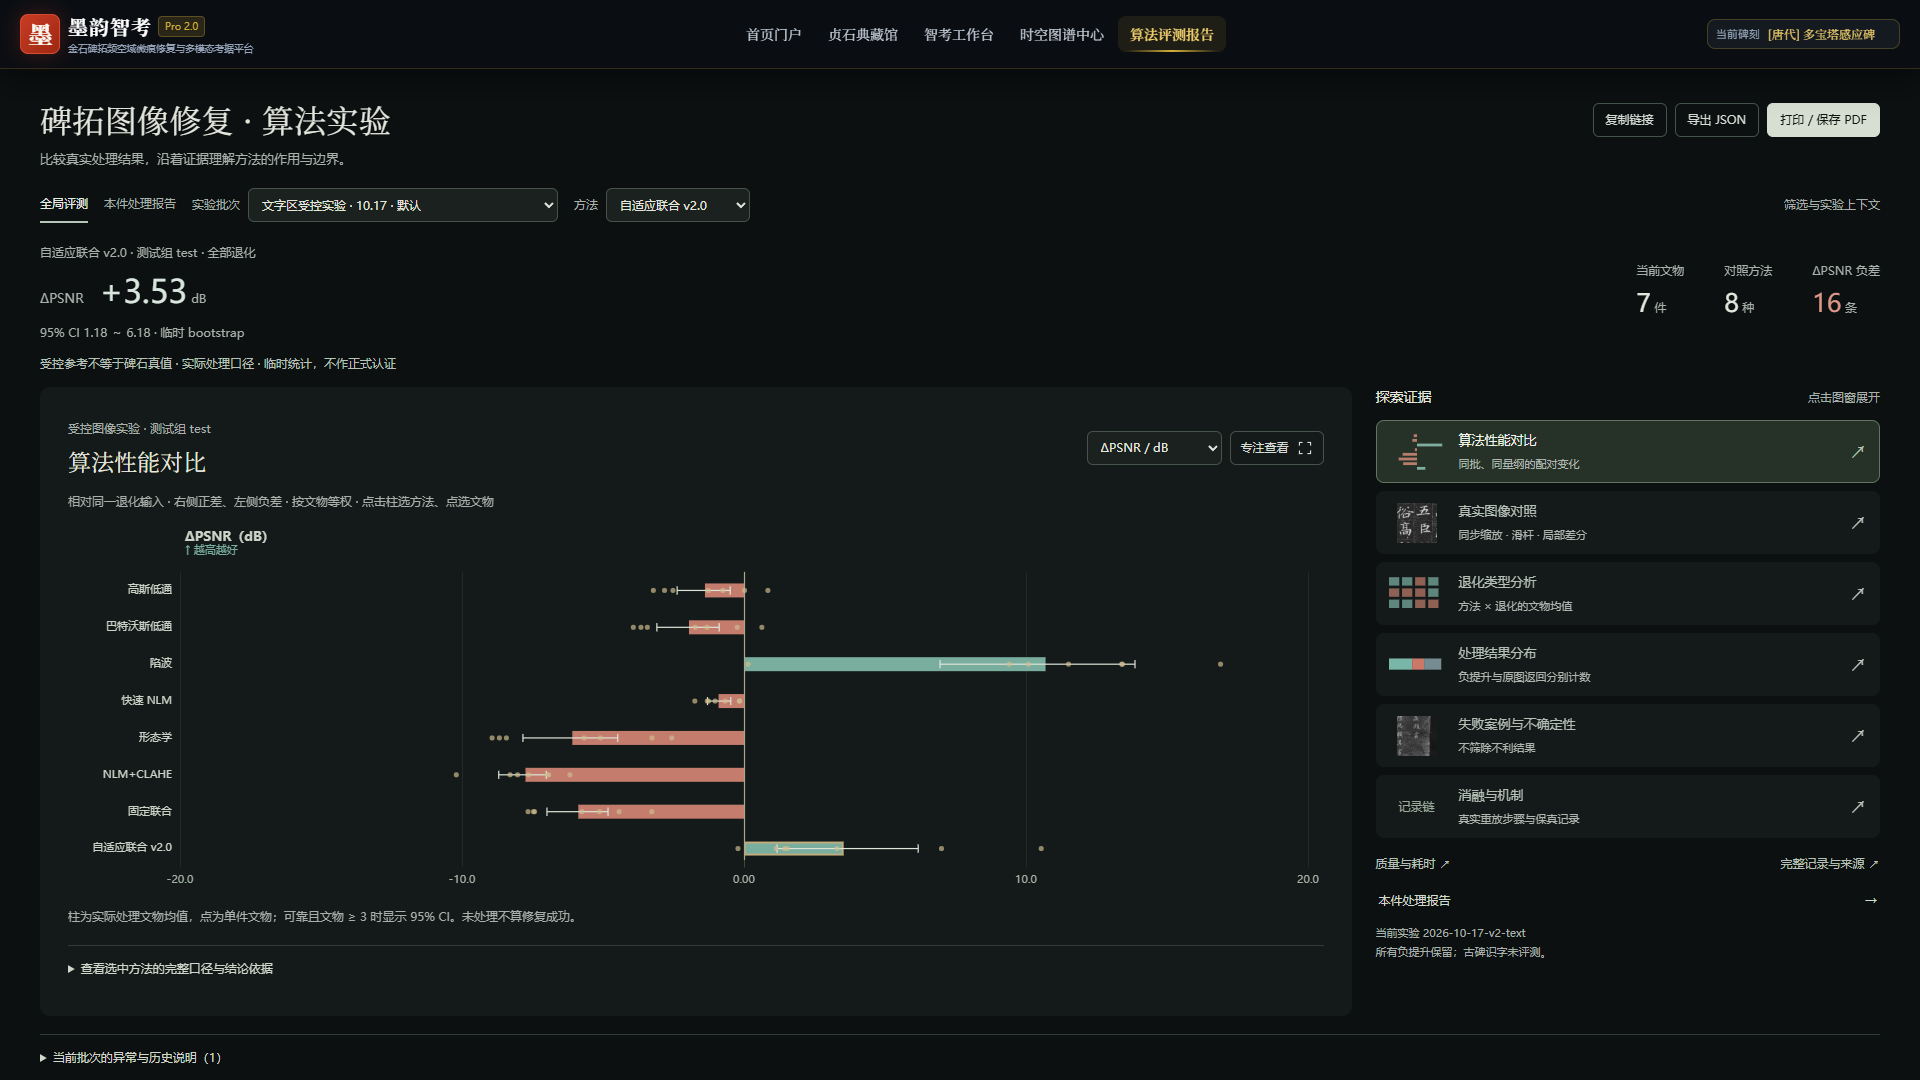 墨
墨韵智考
Pro 2.0
金石碑拓频空域微痕修复与多模态考据平台
首页门户
贞石典藏馆
智考工作台
时空图谱中心
算法评测报告
当前碑刻 [唐代] 多宝塔感应碑
碑拓图像修复 · 算法实验
比较真实处理结果，沿着证据理解方法的作用与边界。
复制链接
导出 JSON
打印 / 保存 PDF
全局评测
本件处理报告
实验批次
文字区受控实验 · 10.17 · 默认
方法
自适应联合 v2.0
筛选与实验上下文
自适应联合 v2.0 · 测试组 test · 全部退化
ΔPSNR +3.53 dB
95% CI 1.18 ～ 6.18 · 临时 bootstrap
受控参考不等于碑石真值 · 实际处理口径 · 临时统计，不作正式认证
当前文物
7 件
对照方法
8 种
ΔPSNR 负差
16 条
受控图像实验 · 测试组 test
算法性能对比
ΔPSNR / dB
专注查看
相对同一退化输入 · 右侧正差、左侧负差 · 按文物等权 · 点击柱选方法、点选文物
ΔPSNR (dB)
↑ 越高越好
高斯低通
巴特沃斯低通
陷波
快速 NLM
形态学
NLM+CLAHE
固定联合
自适应联合 v2.0
-20.0
-10.0
0.00
10.0
20.0
柱为实际处理文物均值，点为单件文物；可靠且文物 ≥ 3 时显示 95% CI。未处理不算修复成功。
▶ 查看选中方法的完整口径与结论依据
探索证据
点击图窗展开
算法性能对比
同批、同量纲的配对变化
俗 五
高 臣
真实图像对照
同步缩放 · 滑杆 · 局部差分
退化类型分析
方法 × 退化的文物均值
处理结果分布
负提升与原图返回分别计数
失败案例与不确定性
不筛除不利结果
记录链
消融与机制
真实重放步骤与保真记录
质量与耗时 ↗
完整记录与来源 ↗
本件处理报告 →
当前实验 2026-10-17-v2-text
所有负提升保留；古碑识字未评测。
▶ 当前批次的异常与历史说明（1）